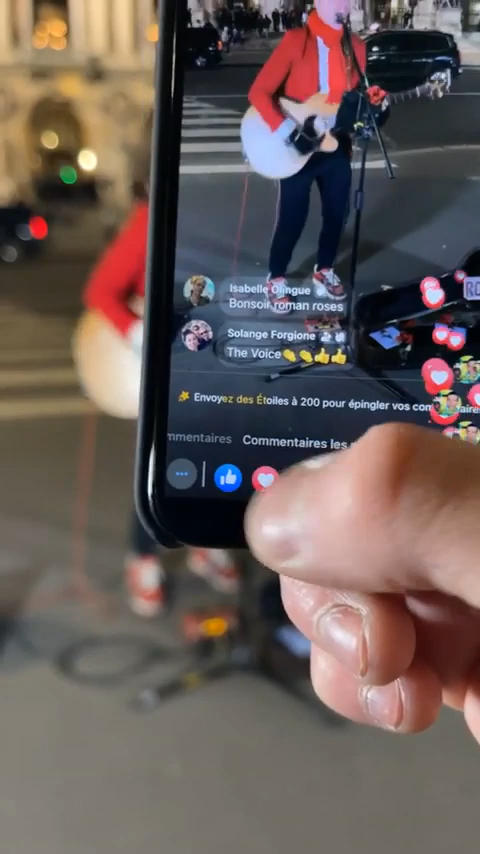 Isabelle Olingue
Bonsoir roman roses
Solange Forgione
The Voice👏👏👍👍
Envoyez des Étoiles à 200 pour épingler vos com
mmentaires Commentaires les